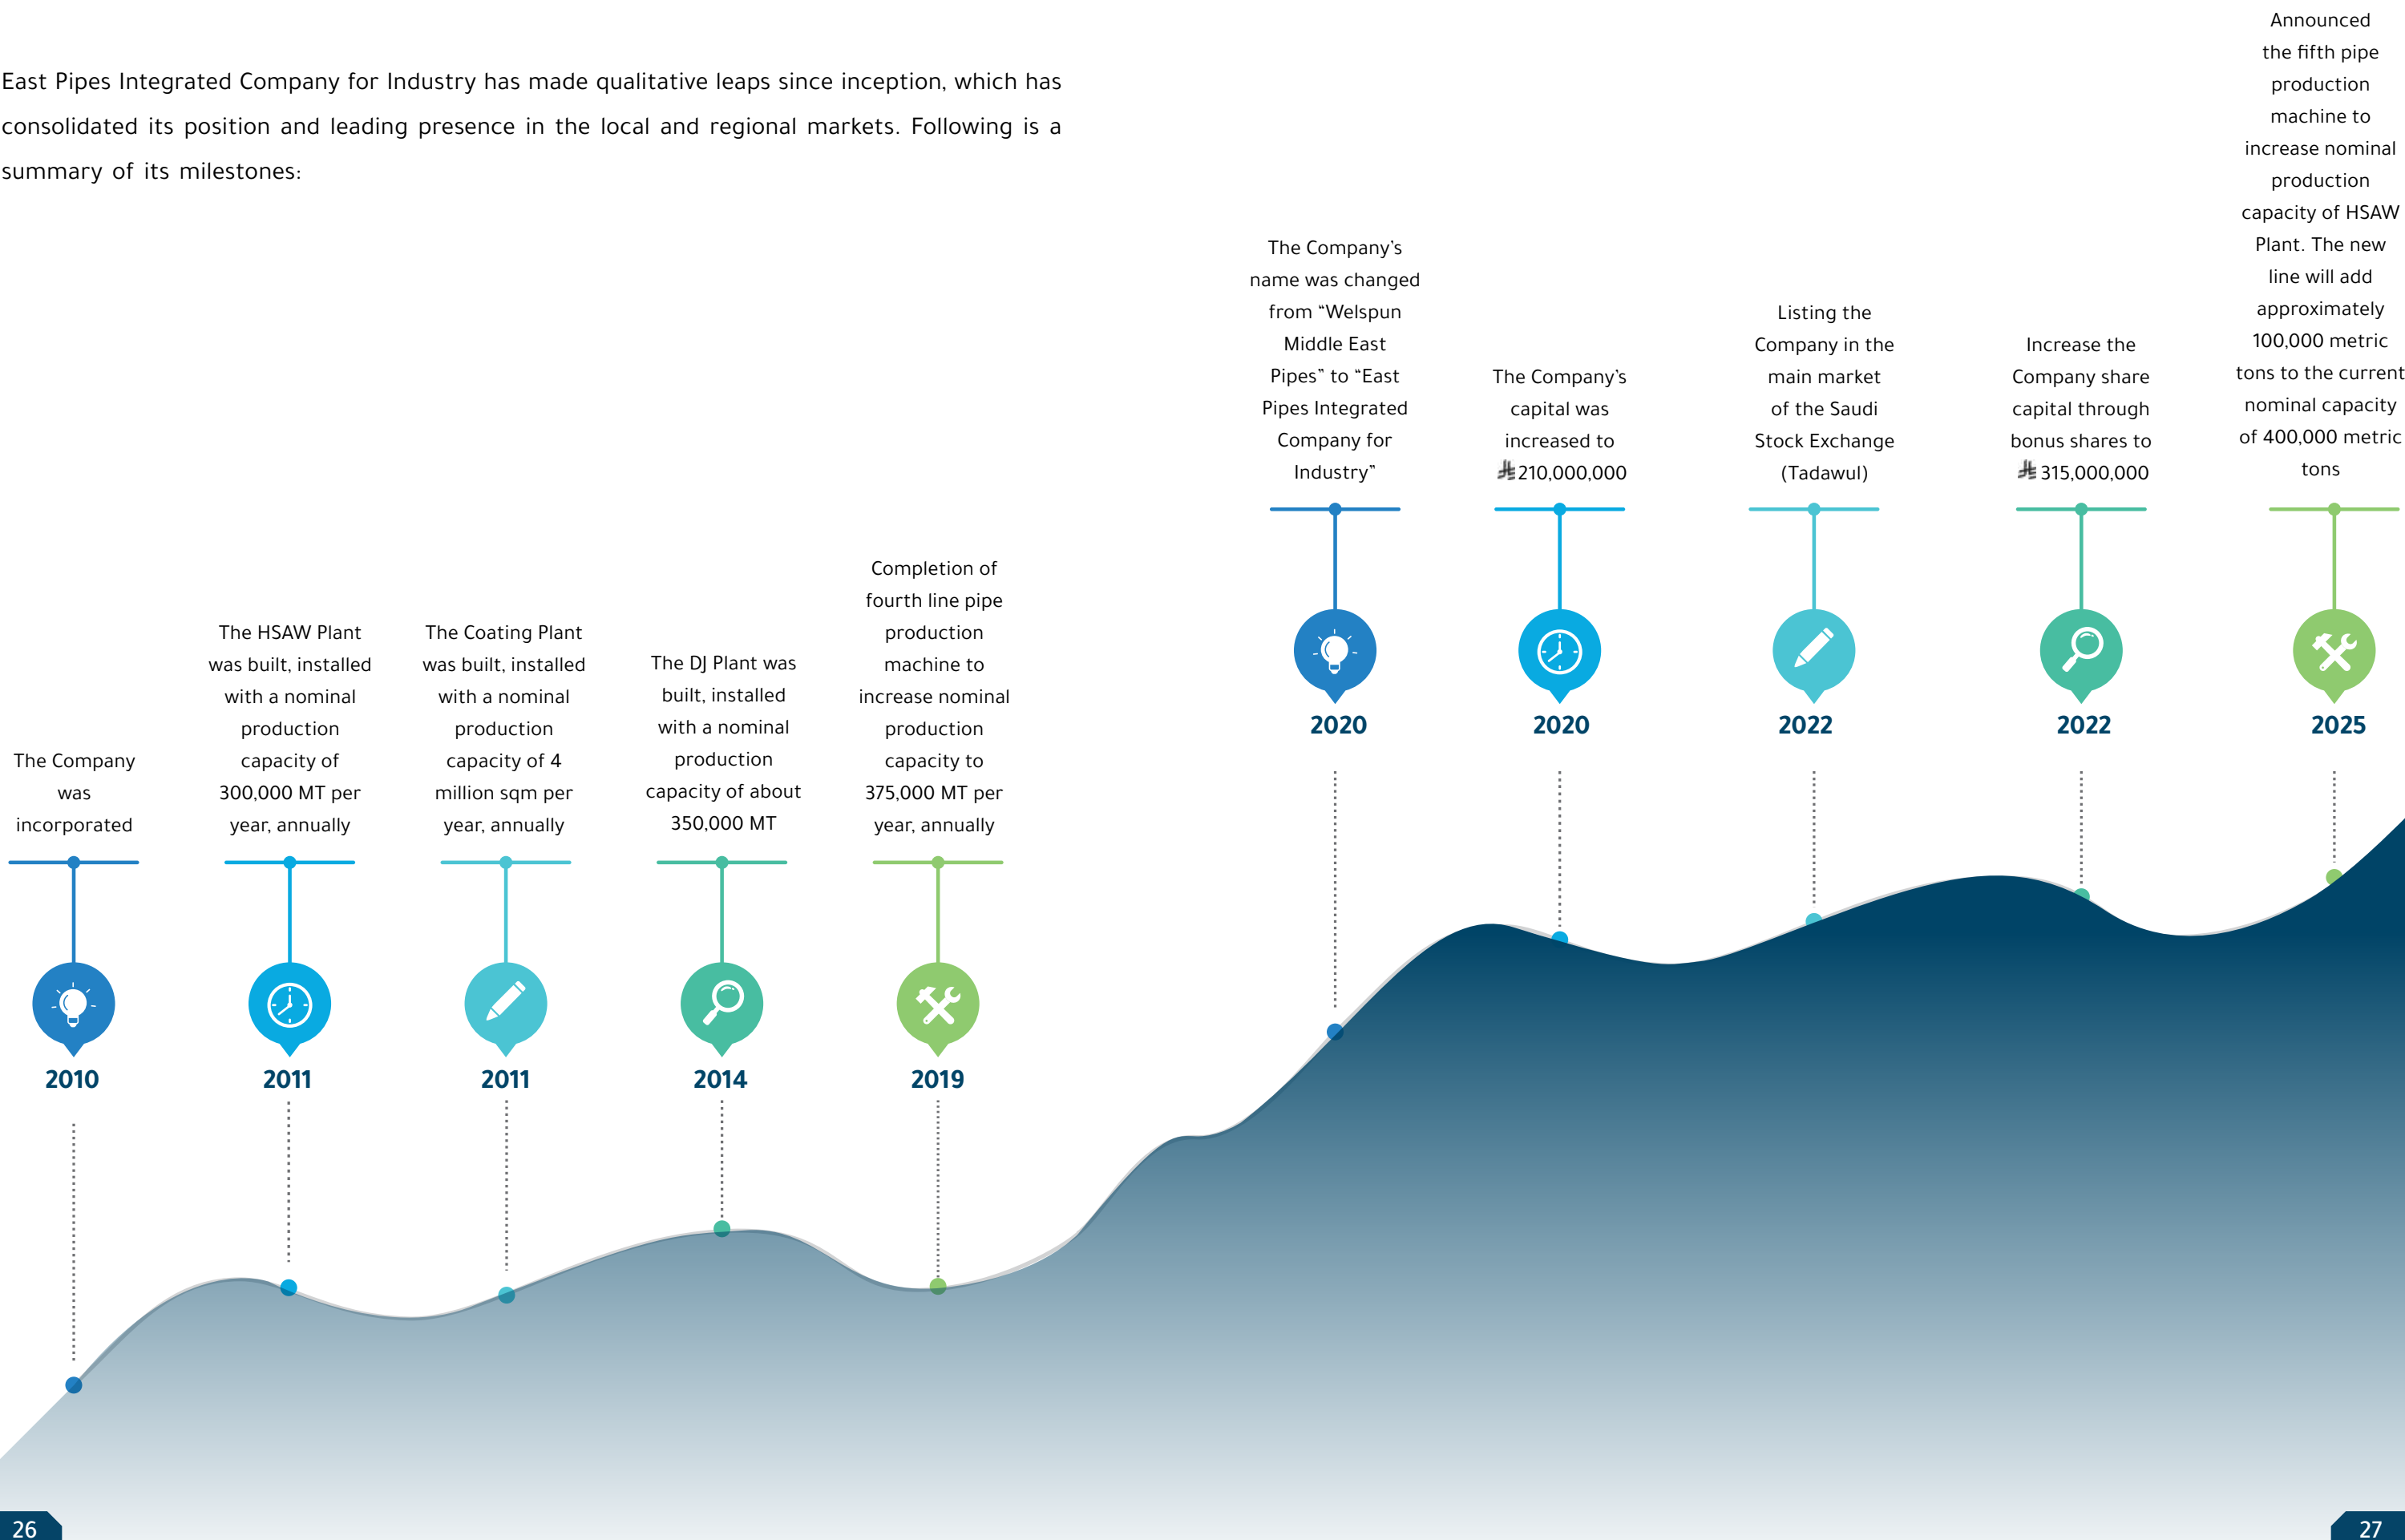 East Pipes Integrated Company for Industry has made qualitative leaps since inception, which has
consolidated its position and leading presence in the local and regional markets. Following is a
summary of its milestones:
The Company
was
incorporated
2010
The HSAW Plant
was built, installed
with a nominal
production
capacity of
300,000 MT per
year, annually
2011
The Coating Plant
was built, installed
with a nominal
production
capacity of 4
million sqm per
year, annually
2011
The DJ Plant was
built, installed
with a nominal
production
capacity of about
350,000 MT
2014
Completion of
fourth line pipe
production
machine to
increase nominal
production
capacity to
375,000 MT per
year, annually
2019
The Company’s
name was changed
from “Welspun
Middle East
Pipes” to “East
Pipes Integrated
Company for
Industry”
2020
The Company’s
capital was
increased to
⃁ 210,000,000
2020
Listing the
Company in the
main market
of the Saudi
Stock Exchange
(Tadawul)
2022
Increase the
Company share
capital through
bonus shares to
⃁ 315,000,000
2022
Announced
the fifth pipe
production
machine to
increase nominal
production
capacity of HSAW
Plant. The new
line will add
approximately
100,000 metric
tons to the current
nominal capacity
of 400,000 metric
tons
2025
26
27